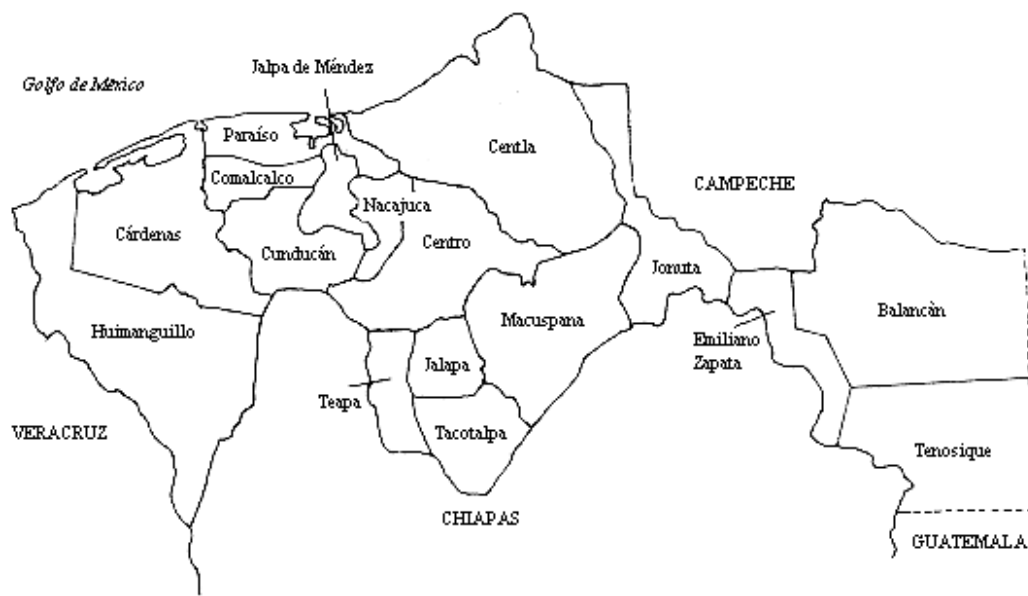 Jalpa de Méndez
Golfo de México
Paraíso
Centla
Comalcalco
CAMPECHE
Nacajuca
Cárdenas
Cunducán
Centro
Jonuta
Balancàn
Macuspana
Huimanguillo
Emiliano
Zapata
Jalapa
Teapa
VERACRUZ
Tacotalpa
Tenosique
CHIAPAS
GUATEMALA